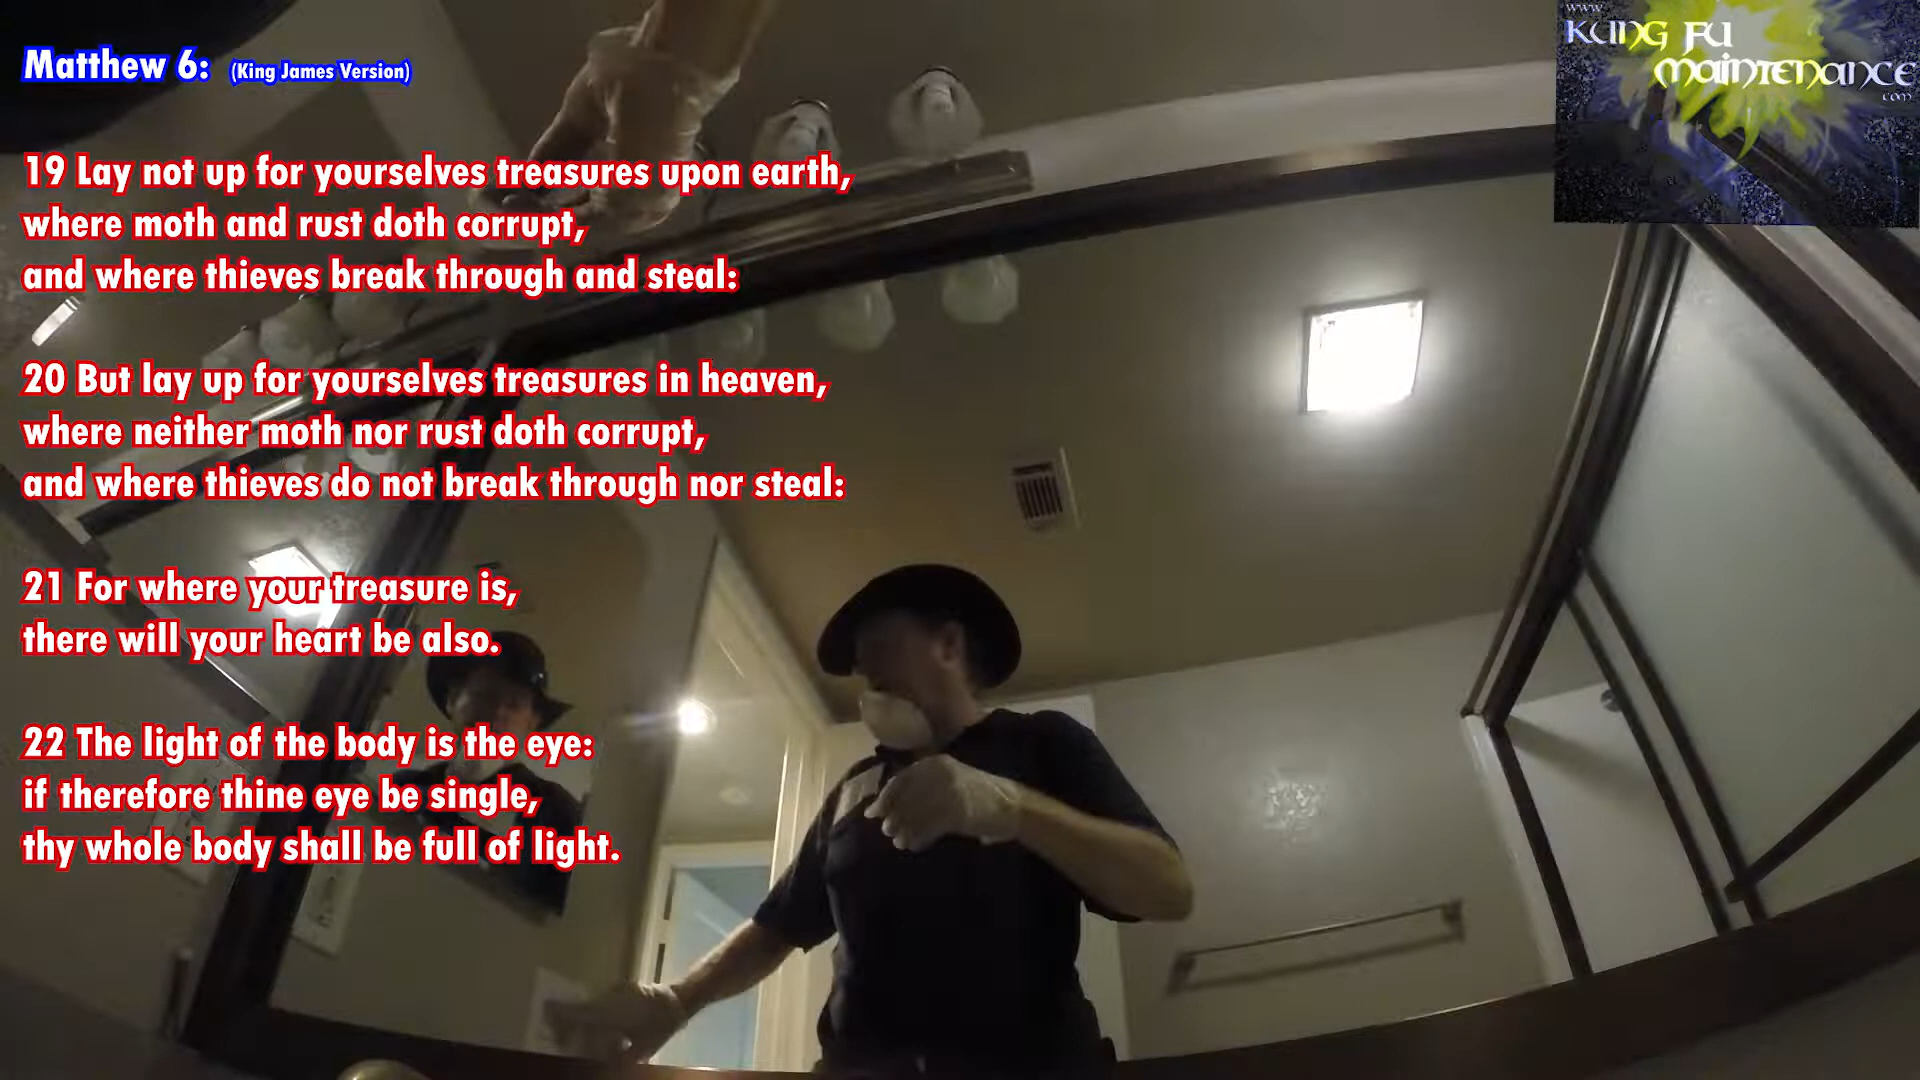 Matthew 6: (King James Version)
www
KUNG FU
MAINTENANCE
.com
19 Lay not up for yourselves treasures upon earth,
where moth and rust doth corrupt,
and where thieves break through and steal:
20 But lay up for yourselves treasures in heaven,
where neither moth nor rust doth corrupt,
and where thieves do not break through nor steal:
21 For where your treasure is,
there will your heart be also.
22 The light of the body is the eye:
if therefore thine eye be single,
thy whole body shall be full of light.